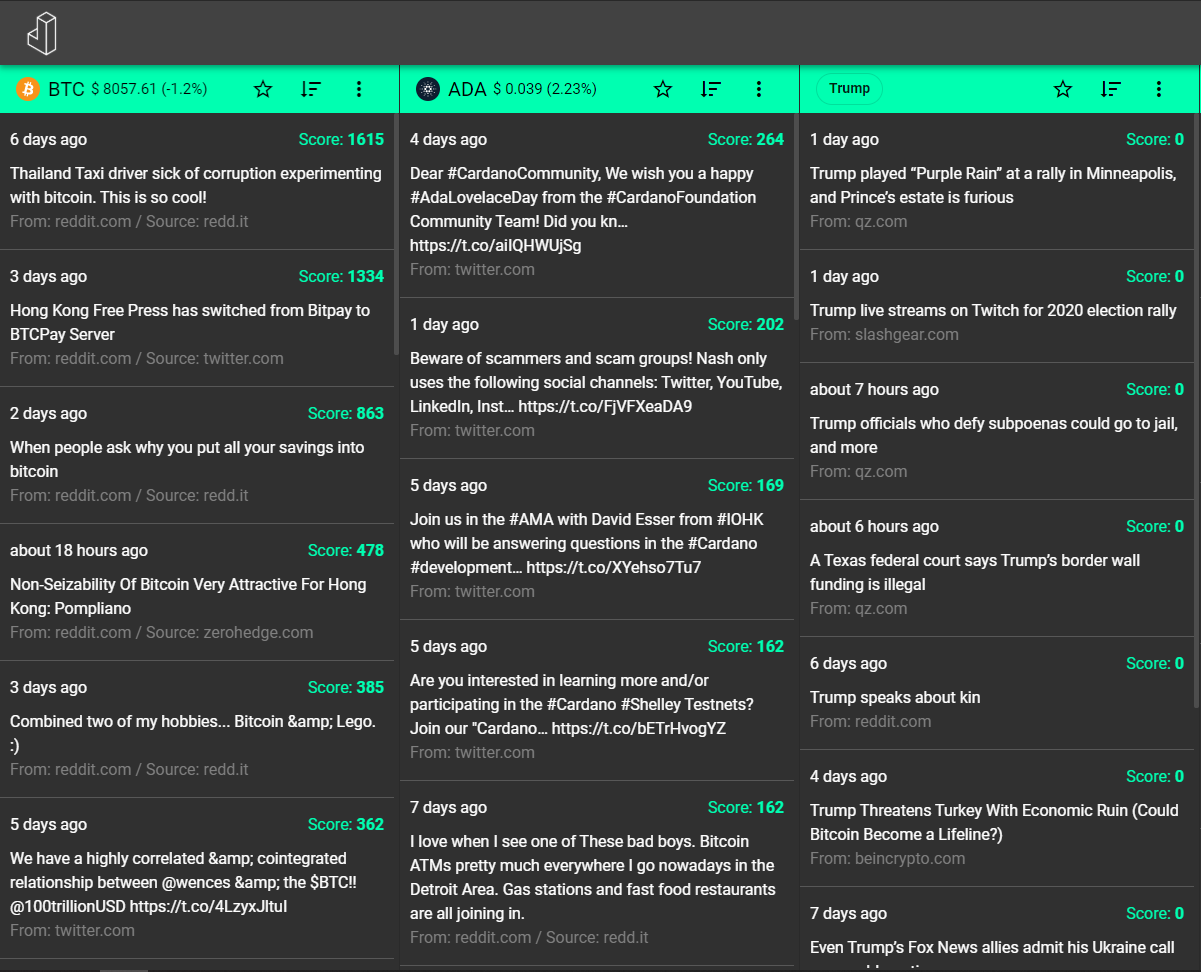 BTC $ 8057.61 (-1.2%)
6 days ago Score: 1615
Thailand Taxi driver sick of corruption experimenting
with bitcoin. This is so cool!
From: reddit.com / Source: redd.it
3 days ago Score: 1334
Hong Kong Free Press has switched from Bitpay to
BTCPay Server
From: reddit.com / Source: twitter.com
2 days ago Score: 863
When people ask why you put all your savings into
bitcoin
From: reddit.com / Source: redd.it
about 18 hours ago Score: 478
Non-Seizability Of Bitcoin Very Attractive For Hong
Kong: Pompliano
From: reddit.com / Source: zerohedge.com
3 days ago Score: 385
Combined two of my hobbies... Bitcoin &amp; Lego.
:)
From: reddit.com / Source: redd.it
5 days ago Score: 362
We have a highly correlated &amp; cointegrated
relationship between @wences &amp; the $BTC!!
@100trillionUSD https://t.co/4LzyxJltuI
From: twitter.com
ADA $ 0.039 (2.23%)
4 days ago Score: 264
Dear #CardanoCommunity, We wish you a happy
#AdaLovelaceDay from the #CardanoFoundation
Community Team! Did you kn…
https://t.co/aiIQHWUjSg
From: twitter.com
1 day ago Score: 202
Beware of scammers and scam groups! Nash only
uses the following social channels: Twitter, YouTube,
LinkedIn, Inst… https://t.co/FjVFXeaDA9
From: twitter.com
5 days ago Score: 169
Join us in the #AMA with David Esser from #IOHK
who will be answering questions in the #Cardano
#development… https://t.co/XYehso7Tu7
From: twitter.com
5 days ago Score: 162
Are you interested in learning more and/or
participating in the #Cardano #Shelley Testnets?
Join our "Cardano… https://t.co/bETrHvogYZ
From: twitter.com
7 days ago Score: 162
I love when I see one of These bad boys. Bitcoin
ATMs pretty much everywhere I go nowadays in the
Detroit Area. Gas stations and fast food restaurants
are all joining in.
From: reddit.com / Source: redd.it
Trump
1 day ago Score: 0
Trump played “Purple Rain” at a rally in Minneapolis,
and Prince’s estate is furious
From: qz.com
1 day ago Score: 0
Trump live streams on Twitch for 2020 election rally
From: slashgear.com
about 7 hours ago Score: 0
Trump officials who defy subpoenas could go to jail,
and more
From: qz.com
about 6 hours ago Score: 0
A Texas federal court says Trump’s border wall
funding is illegal
From: qz.com
6 days ago Score: 0
Trump speaks about kin
From: reddit.com
4 days ago Score: 0
Trump Threatens Turkey With Economic Ruin (Could
Bitcoin Become a Lifeline?)
From: beincrypto.com
7 days ago Score: 0
Even Trump’s Fox News allies admit his Ukraine call